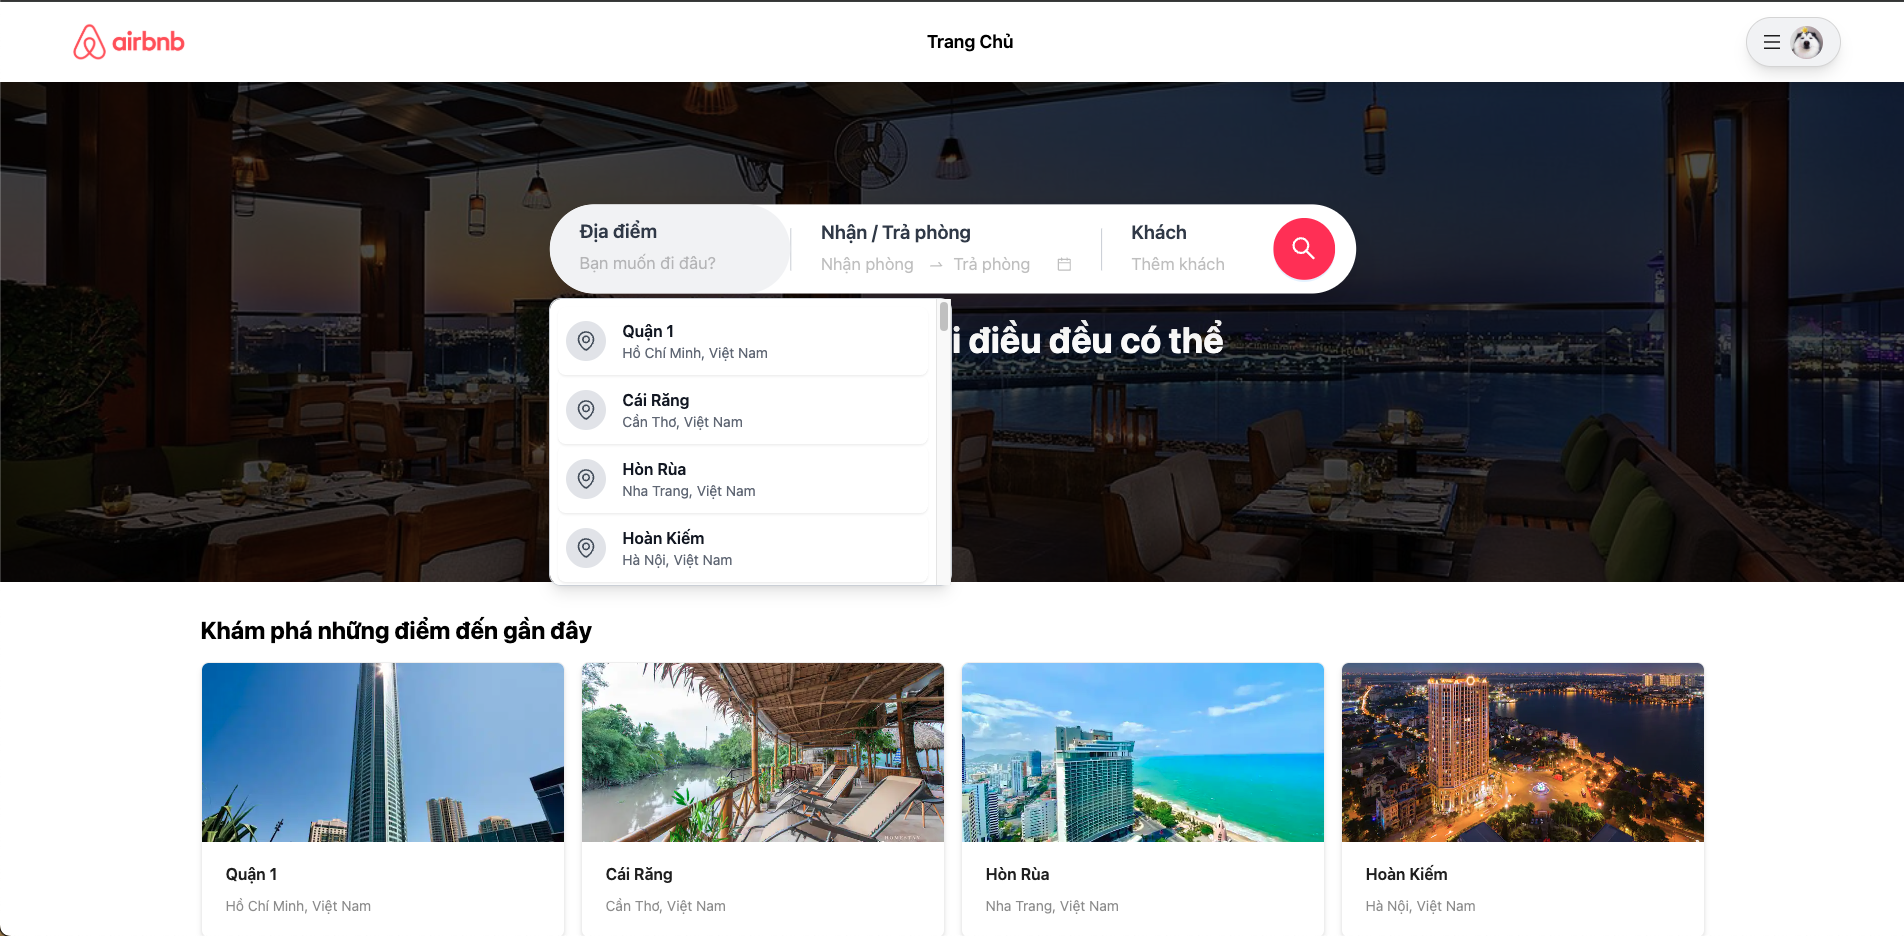 airbnb
Trang Chủ
Địa điểm
Bạn muốn đi đâu?
Nhận / Trả phòng
Nhận phòng → Trả phòng
Khách
Thêm khách
i điều đều có thể
Quận 1
Hồ Chí Minh, Việt Nam
Cái Răng
Cần Thơ, Việt Nam
Hòn Rùa
Nha Trang, Việt Nam
Hoàn Kiếm
Hà Nội, Việt Nam
Khám phá những điểm đến gần đây
Quận 1
Hồ Chí Minh, Việt Nam
Cái Răng
Cần Thơ, Việt Nam
Hòn Rùa
Nha Trang, Việt Nam
Hoàn Kiếm
Hà Nội, Việt Nam